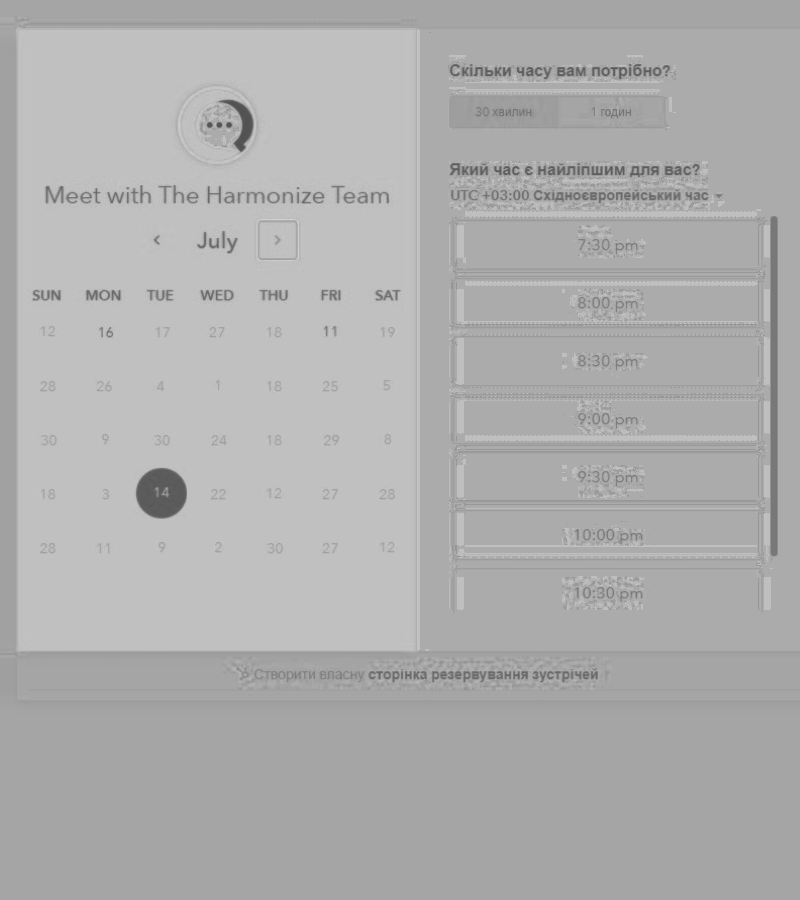 Meet with The Harmonize Team
July
SUN MON TUE WED THU FRI SAT
12 16 17 27 18 11 19
28 26 4 1 18 25 5
30 9 30 24 18 29 8
18 3 14 22 12 27 28
28 11 9 2 30 27 12
Скільки часу вам потрібно?
30 хвилин 1 годин
Який час є найліпшим для вас?
UTC +03:00 Східноєвропейський час
7:30 pm
8:00 pm
8:30 pm
9:00 pm
9:30 pm
10:00 pm
10:30 pm
Створити власну сторінка резервування зустрічей